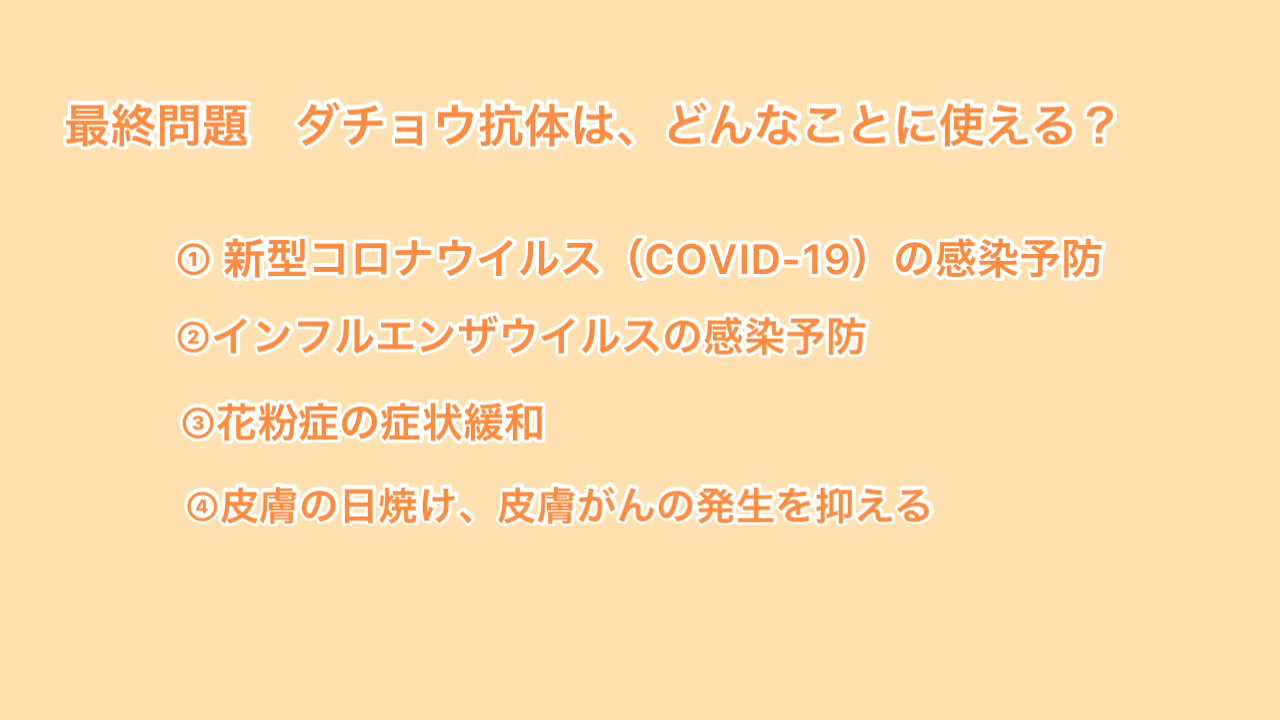 最終問題　ダチョウ抗体は、どんなことに使える？
① 新型コロナウイルス（COVID-19）の感染予防
②インフルエンザウイルスの感染予防
③花粉症の症状緩和
④皮膚の日焼け、皮膚がんの発生を抑える